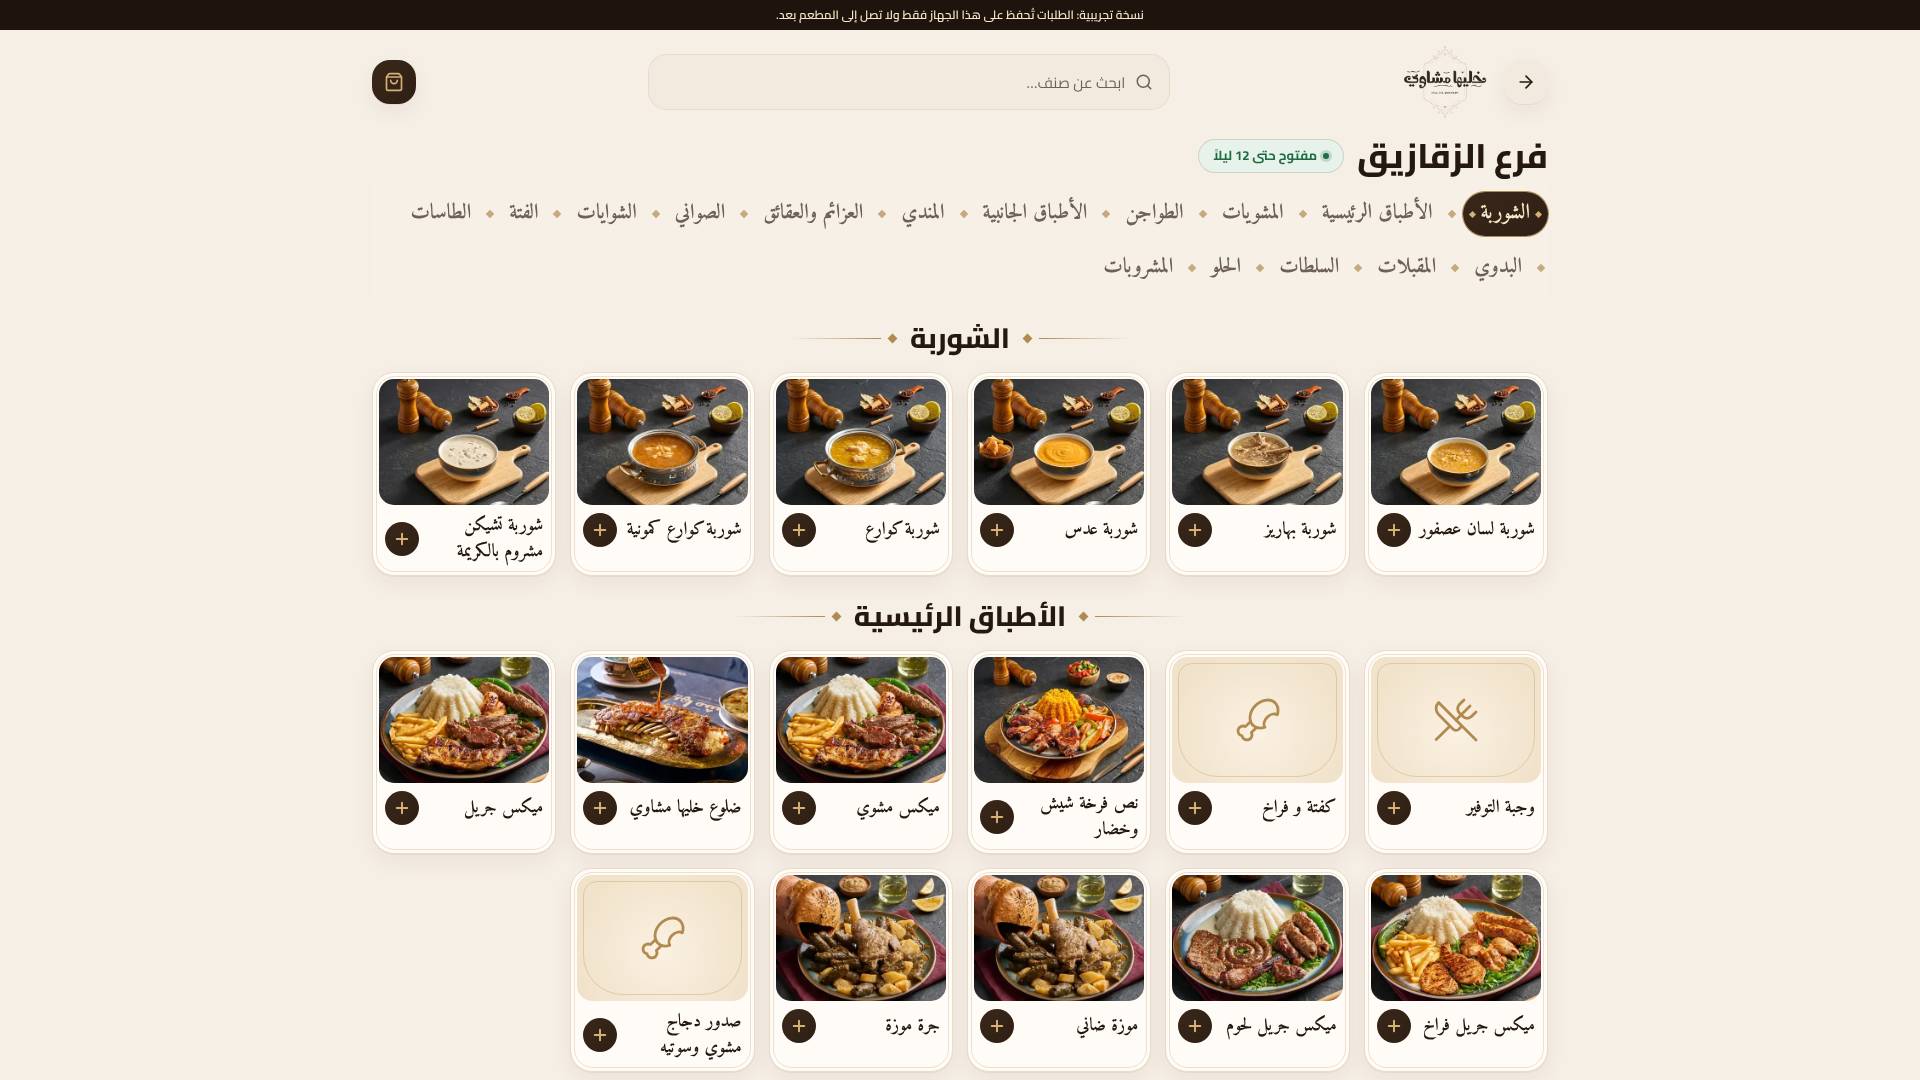 نسخة تجريبية: الطلبات تُحفظ على هذا الجهاز فقط ولا تصل إلى المطعم بعد.
خليها مشاوي
ابحث عن صنف...
فرع الزقازيق
مفتوح حتى 12 ليلاً
الشوربة
الأطباق الرئيسية
المشويات
الطواجن
الأطباق الجانبية
المندي
العزائم والعقائق
الصواني
الشوايات
الفتة
الطاسات
البدوي
المقبلات
السلطات
الحلو
المشروبات
الشوربة
شوربة لسان عصفور
شوربة بهاريز
شوربة عدس
شوربة كوارع
شوربة كوارع كمونية
شوربة تشيكن
مشروم بالكريمة
الأطباق الرئيسية
وجبة التوفير
كفتة و فراخ
نص فرخة شيش
وخضار
ميكس مشوي
ضلوع خليها مشاوي
ميكس جريل
ميكس جريل فراخ
ميكس جريل لحوم
موزة ضاني
جرة موزة
صدور دجاج
مشوي وسوتيه